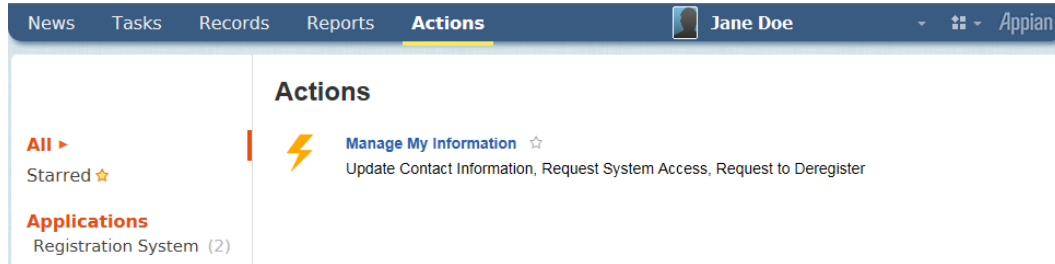 News Tasks Records Reports Actions Jane Doe Appian
Actions
All
Manage My Information
Update Contact Information, Request System Access, Request to Deregister
Starred
Applications
Registration System (2)